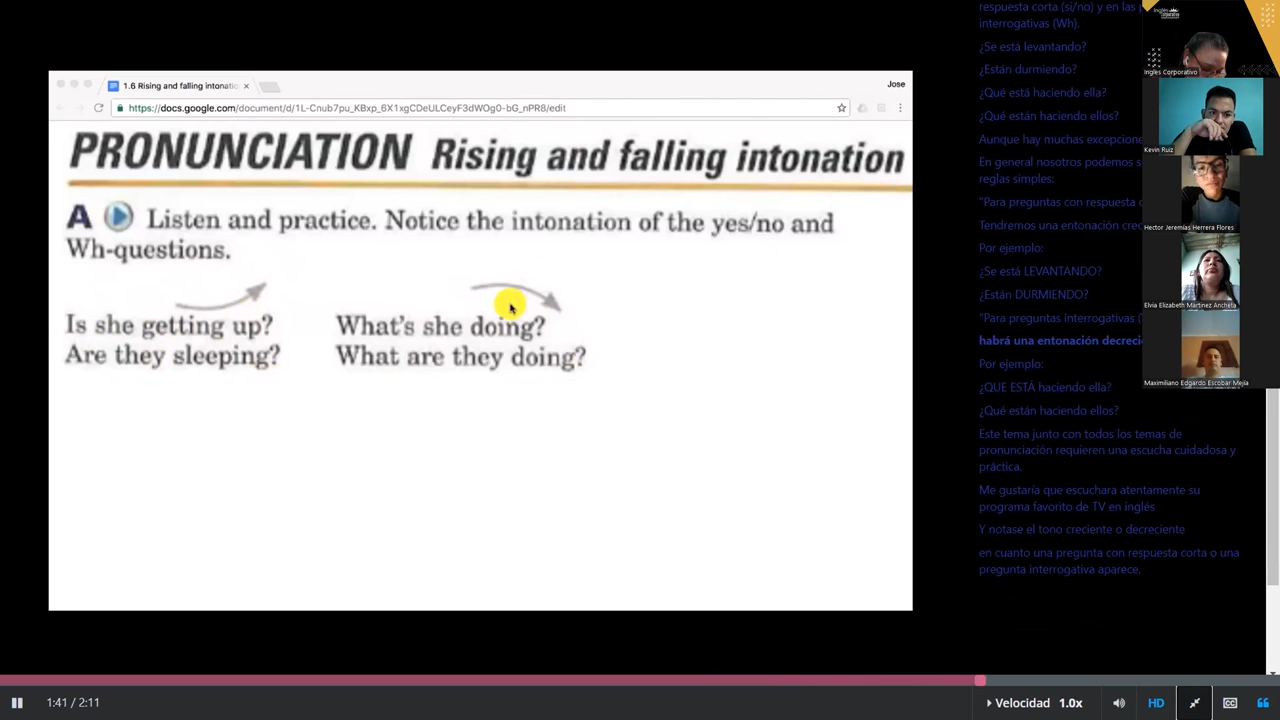 1.6 Rising and falling intonatio
Jose
https://docs.google.com/document/d/1L-Cnub7pu_KBxp_6X1xgCDeULCeyF3dWOg0-bG_nPR8/edit
PRONUNCIATION Rising and falling intonation
A Listen and practice. Notice the intonation of the yes/no and
Wh-questions.
Is she getting up? What's she doing?
Are they sleeping? What are they doing?
respuesta corta (si/no) y en las
interrogativas (Wh).
¿Se está levantando?
¿Están durmiendo?
¿Qué está haciendo ella?
¿Qué están haciendo ellos?
Aunque hay muchas excepcione
En general nosotros podemos
reglas simples:
"Para preguntas con respuesta
Tendremos una entonación
Por ejemplo:
¿Se está LEVANTANDO?
¿Están DURMIENDO?
"Para preguntas interrogativas
habrá una entonación decreci
Por ejemplo:
¿QUE ESTÁ haciendo ella?
¿Qué están haciendo ellos?
Este tema junto con todos los temas de
pronunciación requieren una escucha cuidadosa y
práctica.
Me gustaría que escuchara atentamente su
programa favorito de TV en inglés
Y notase el tono creciente o decreciente
en cuanto una pregunta con respuesta corta o una
pregunta interrogativa aparece.
Inglés
Corporativo
Ingles Corporativo
Kevin Ruiz
Hector Jeremías Herrera Flores
Elvia Elizabeth Martinez Ancheta
Maximiliano Edgardo Escobar Mejía
1:41 / 2:11
Velocidad 1.0x
HD
CC